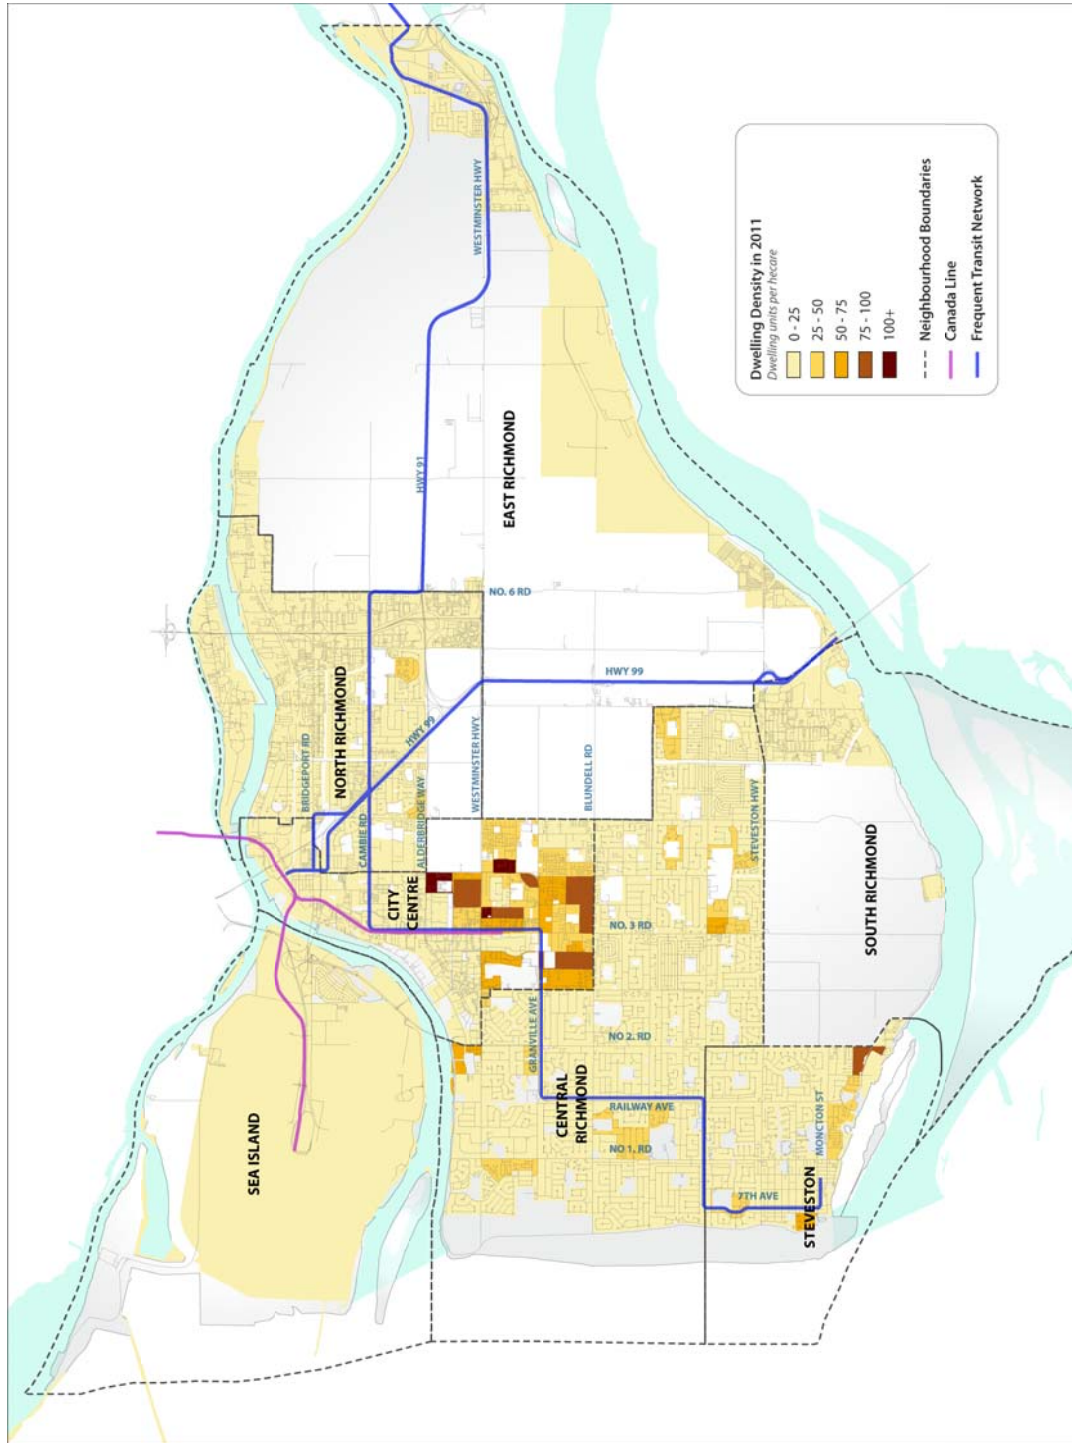 WESTMINSTER HWY
Dwelling Density in 2011
Dwelling units per hecare
0 - 25
25 - 50
50 - 75
75 - 100
100+
Neighbourhood Boundaries
Canada Line
Frequent Transit Network
HWY 91
EAST RICHMOND
NO. 6 RD
NORTH RICHMOND
BRIDGEPORT RD
HWY 99
HWY 99
CAMBIE RD
ALDERBRIDGE WAY
WESTMINSTER HWY
BLUNDELL RD
STEVESTON HWY
CITY
CENTRE
NO. 3 RD
SOUTH RICHMOND
GRANVILLE AVE
NO 2. RD
CENTRAL
RICHMOND
RAILWAY AVE
NO 1. RD
MONCTON ST
SEA ISLAND
7TH AVE
STEVESTON